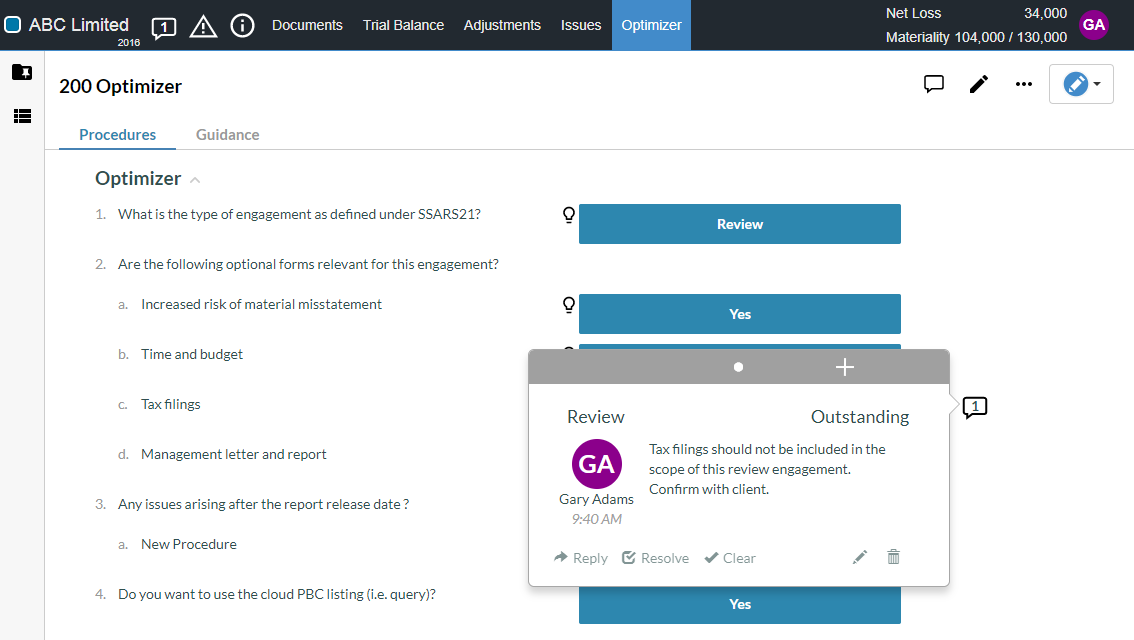 ABC Limited
2016
1
Documents
Trial Balance
Adjustments
Issues
Optimizer
Net Loss 34,000
Materiality 104,000 / 130,000
GA
200 Optimizer
Procedures
Guidance
Optimizer
1. What is the type of engagement as defined under SSARS21?
Review
2. Are the following optional forms relevant for this engagement?
a. Increased risk of material misstatement
Yes
b. Time and budget
c. Tax filings
1
Review
Outstanding
GA
Gary Adams
9:40 AM
Tax filings should not be included in the
scope of this review engagement.
Confirm with client.
Reply
Resolve
Clear
d. Management letter and report
3. Any issues arising after the report release date ?
a. New Procedure
4. Do you want to use the cloud PBC listing (i.e. query)?
Yes